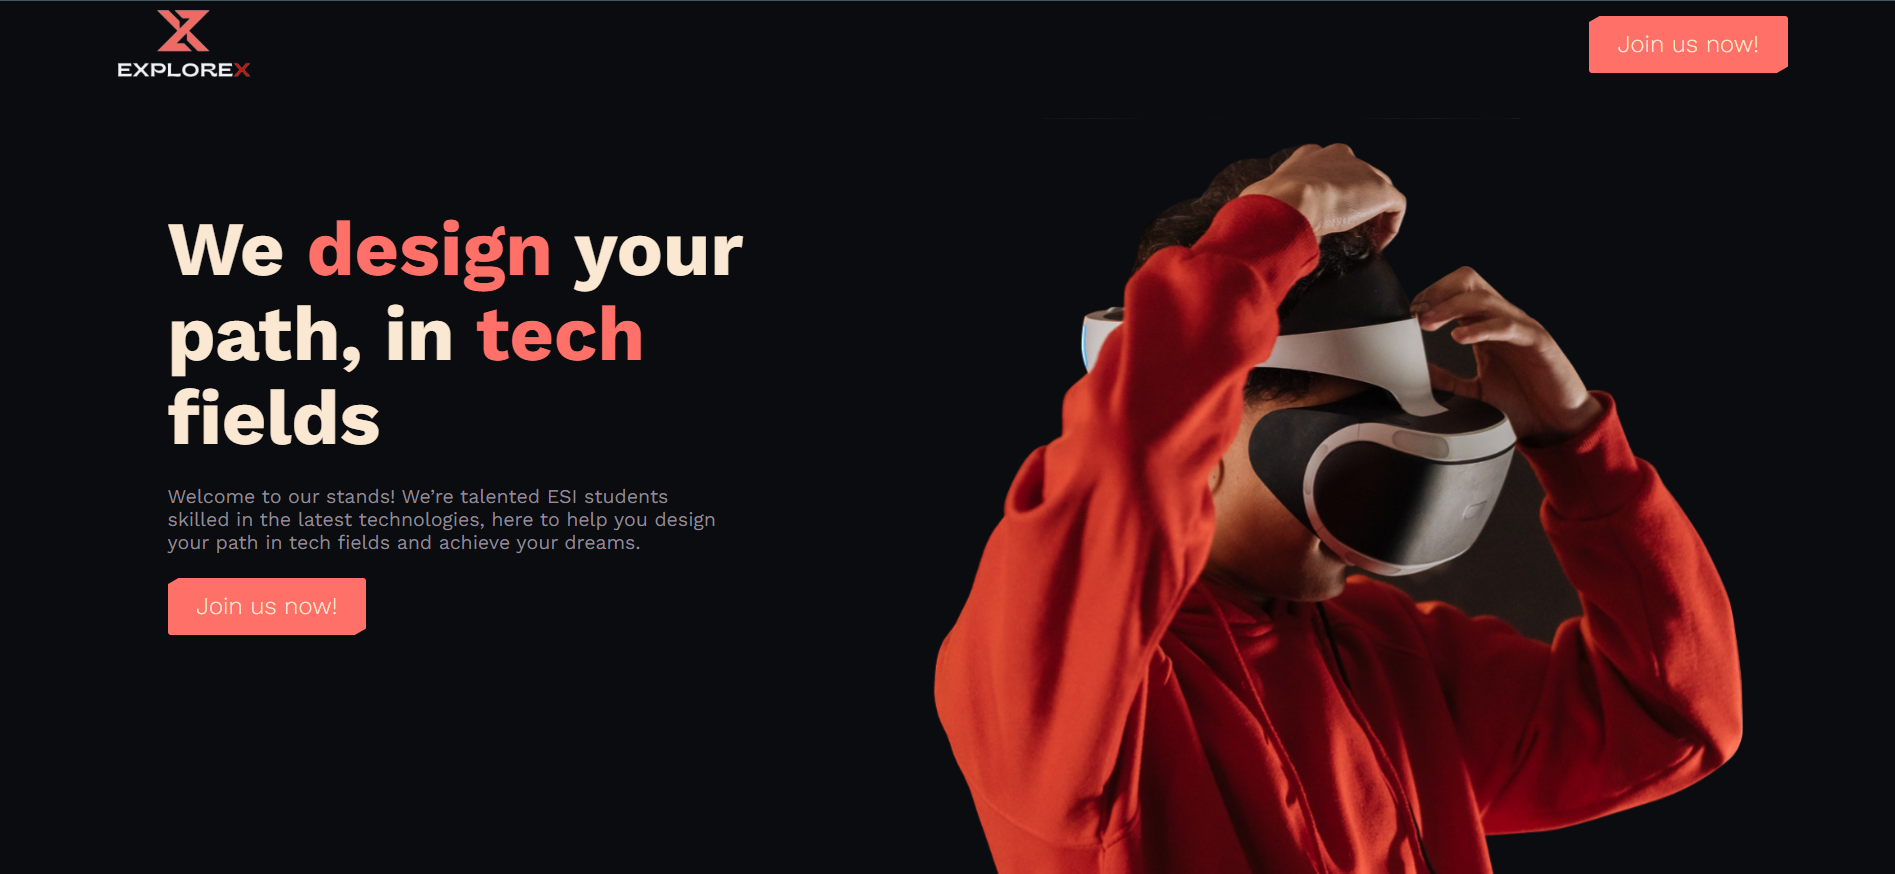 EXPLOREX
Join us now!
We design your
path, in tech
fields
Welcome to our stands! We’re talented ESI students
skilled in the latest technologies, here to help you design
your path in tech fields and achieve your dreams.
Join us now!